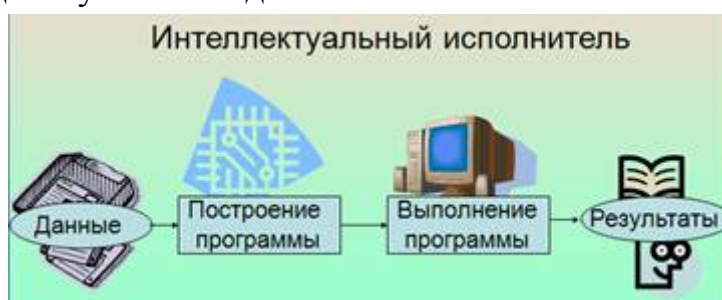 Интеллектуальный исполнитель
Данные
Построение
программы
Выполнение
программы
Результаты